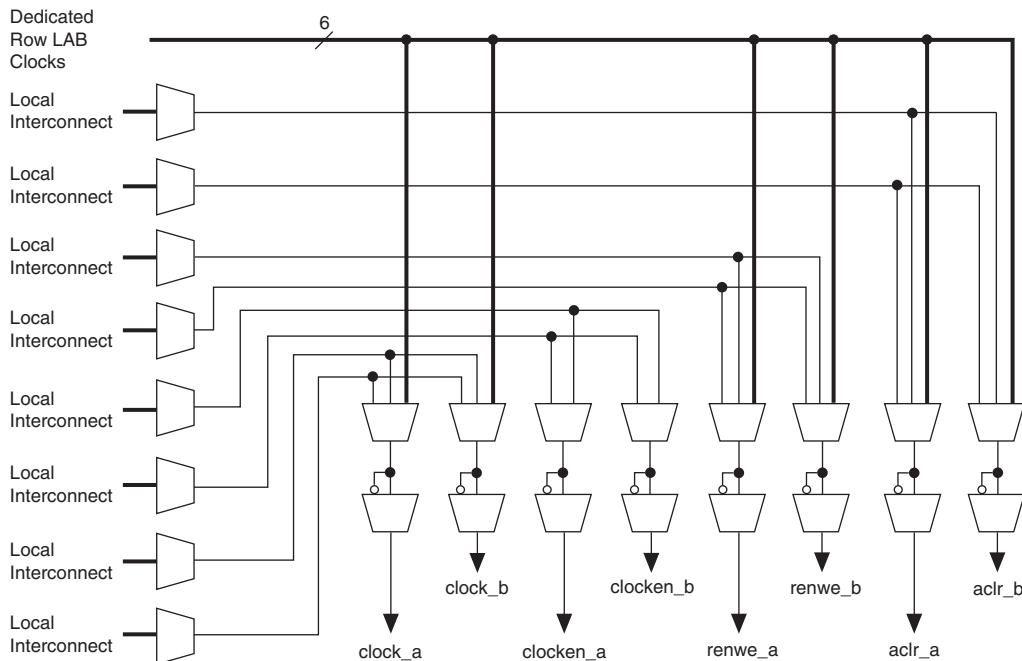 Dedicated
Row LAB
Clocks
6
Local
Interconnect
Local
Interconnect
Local
Interconnect
Local
Interconnect
Local
Interconnect
Local
Interconnect
Local
Interconnect
Local
Interconnect
clock_b
clocken_b
renwe_b
aclr_b
clock_a
clocken_a
renwe_a
aclr_a